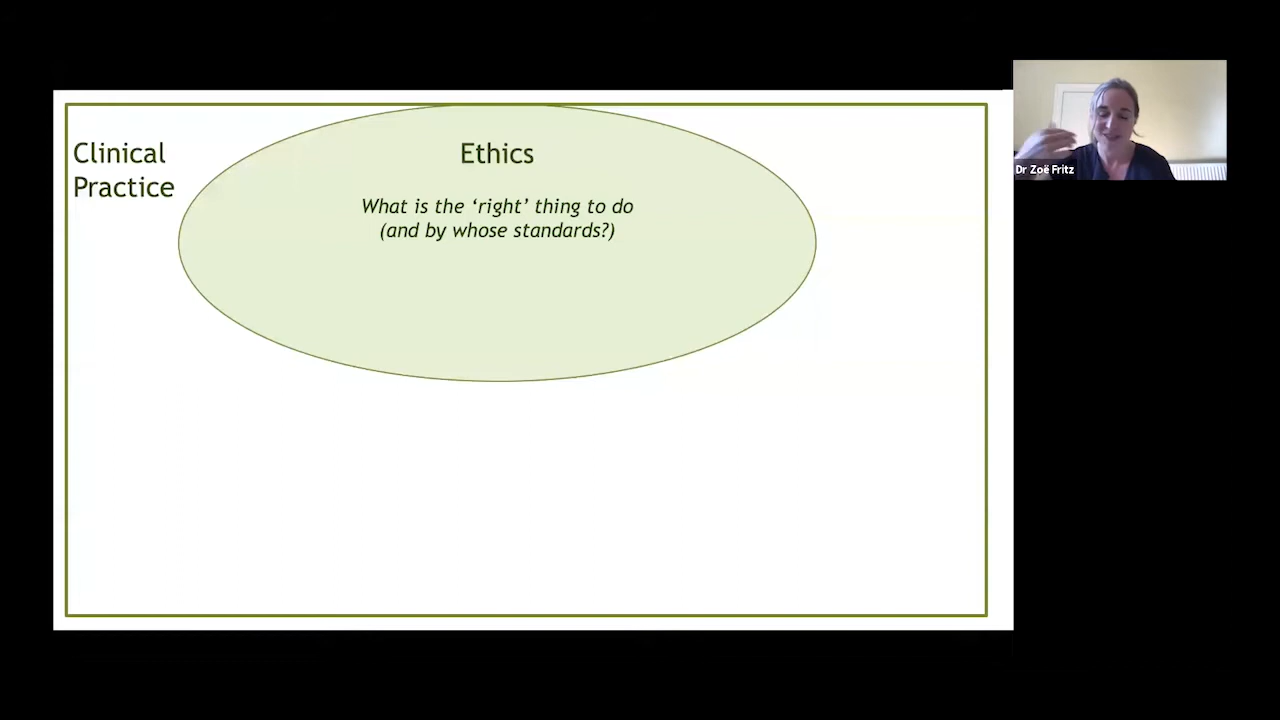 Clinical
Practice
Ethics
What is the ‘right’ thing to do
(and by whose standards?)
Dr Zoë Fritz